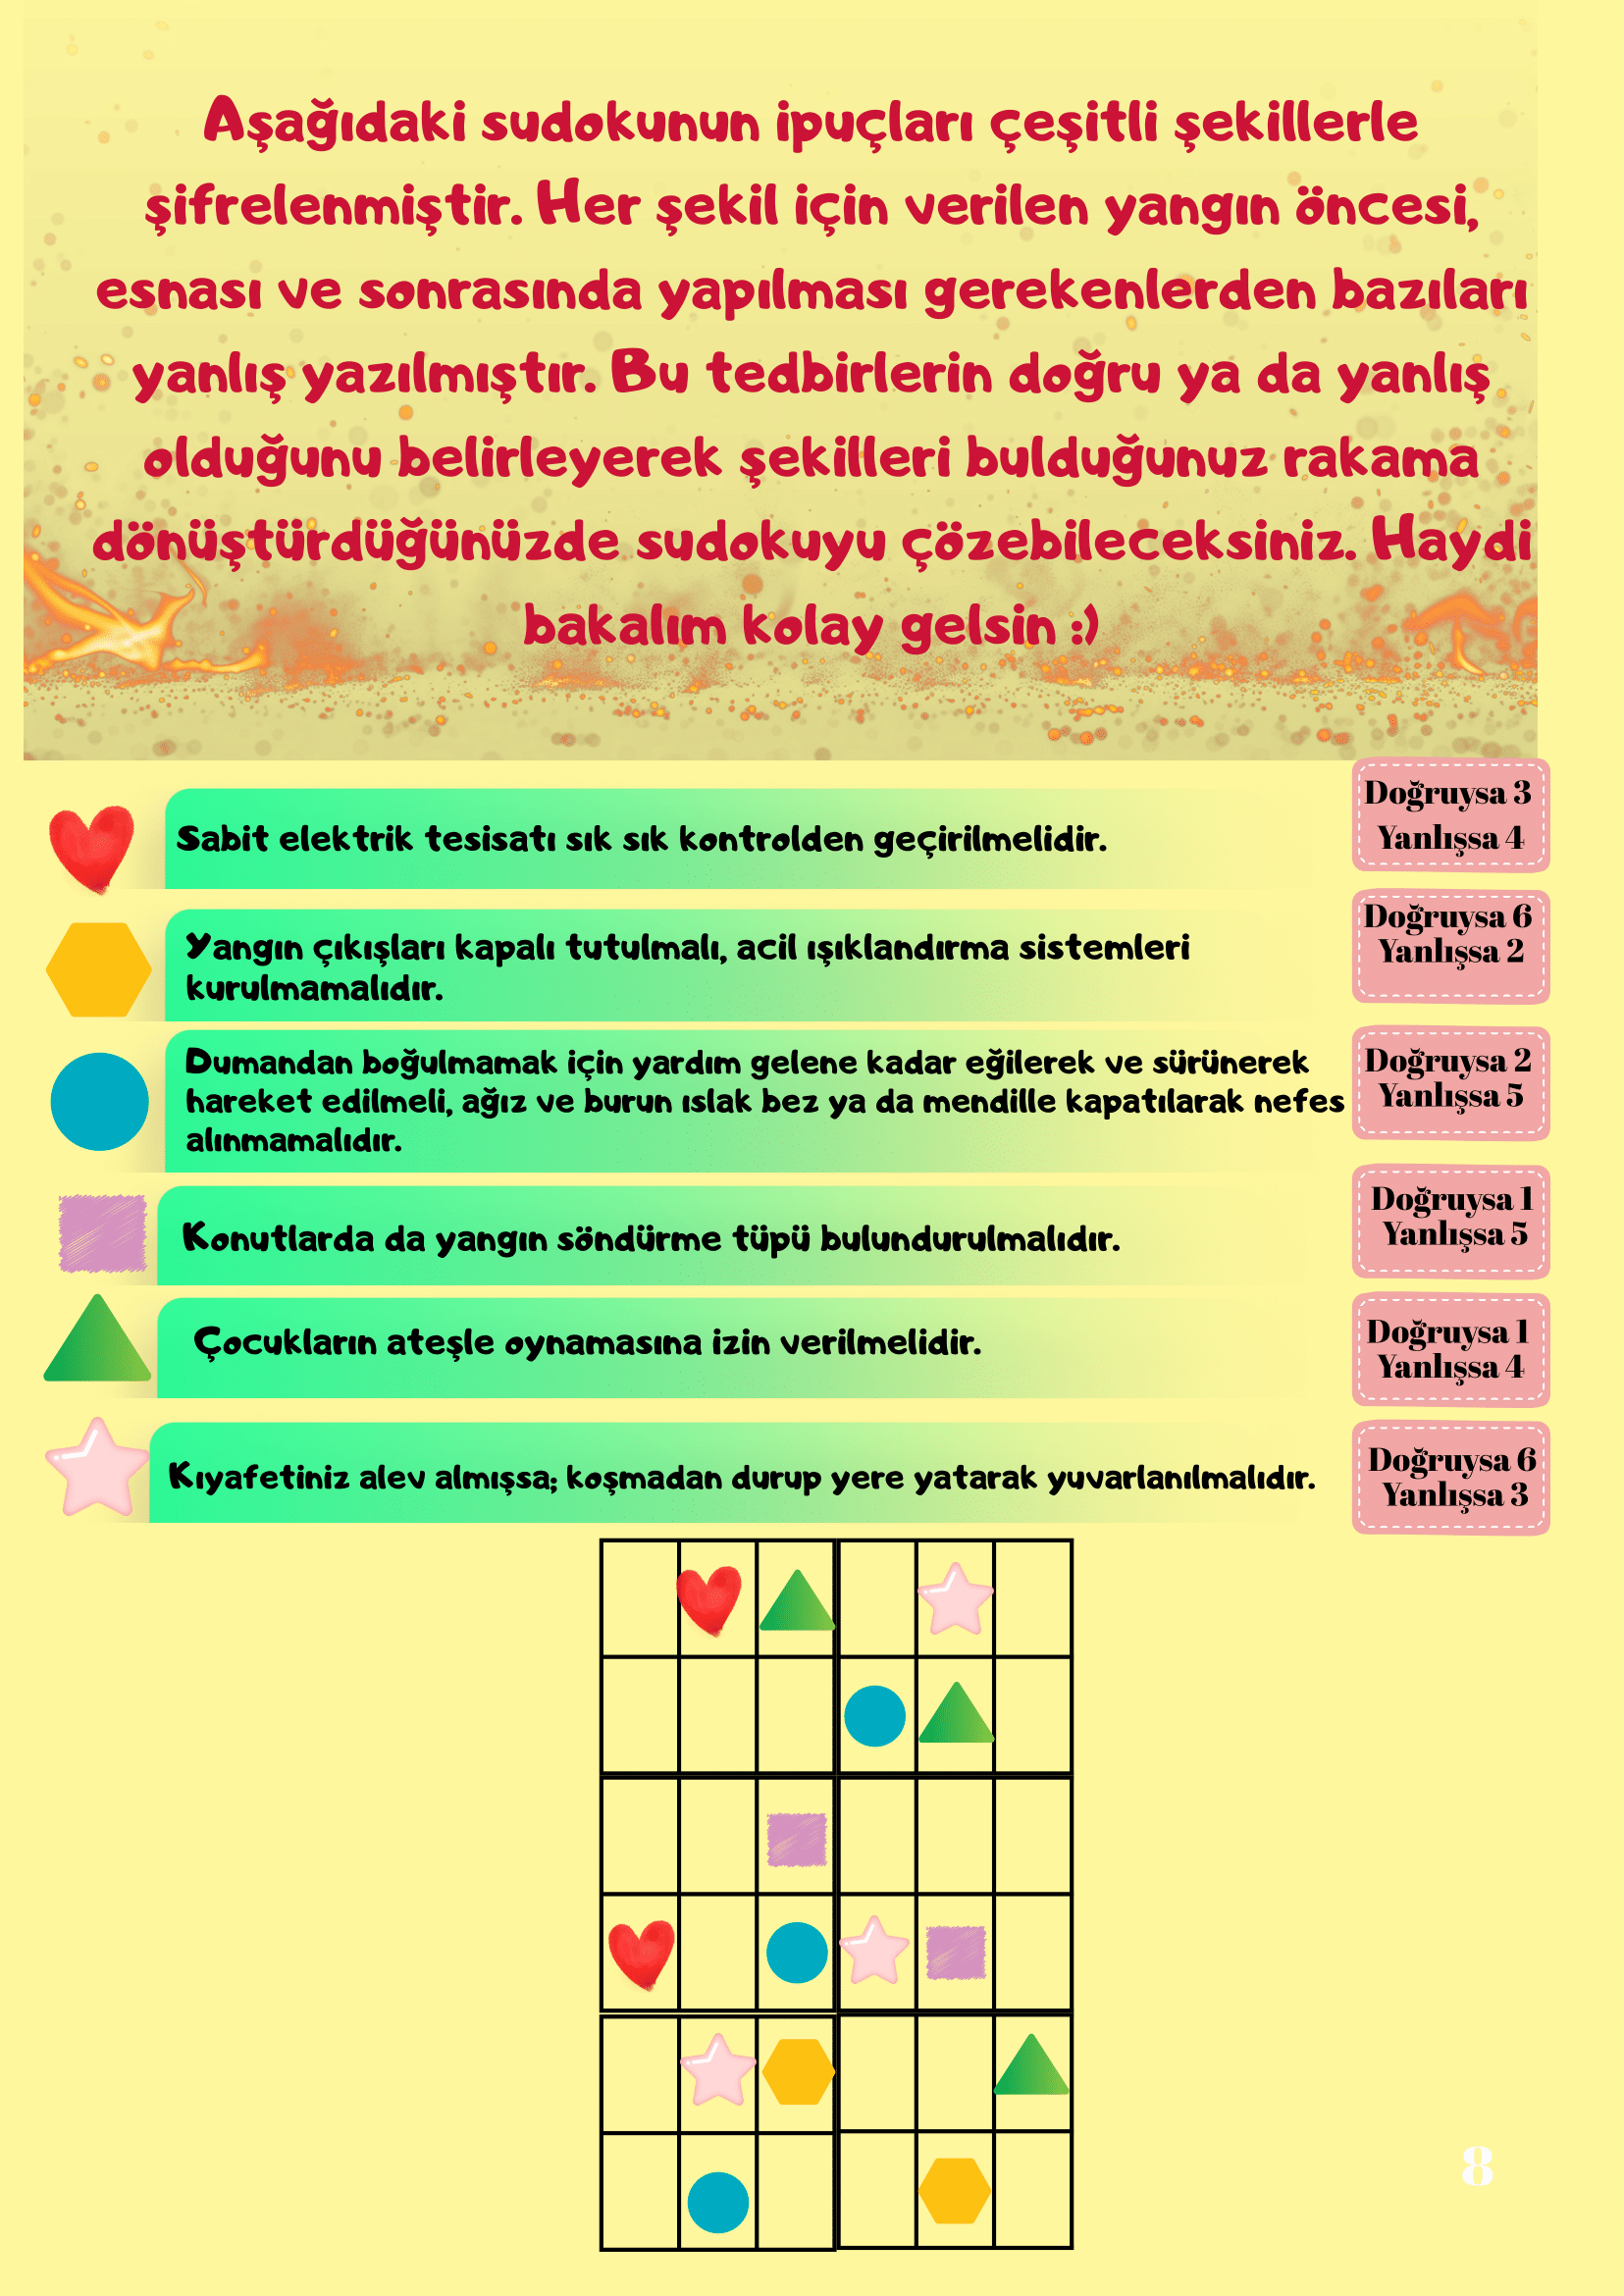 Aşağıdaki sudokunun ipuçları çeşitli şekillerle
şifrelenmiştir. Her şekil için verilen yangın öncesi,
esnası ve sonrasında yapılması gerekenlerden bazıları
yanlış yazılmıştır. Bu tedbirlerin doğru ya da yanlış
olduğunu belirleyerek şekilleri bulduğunuz rakama
dönüştürdüğünüzde sudokuyu çözebileceksiniz. Haydi
bakalım kolay gelsin :)
Sabit elektrik tesisatı sık sık kontrolden geçirilmelidir.
Doğruysa 3
Yanlışsa 4
Yangın çıkışları kapalı tutulmalı, acil ışıklandırma sistemleri
kurulmamalıdır.
Doğruysa 6
Yanlışsa 2
Dumandan boğulmamak için yardım gelene kadar eğilerek ve sürünerek
hareket edilmeli, ağız ve burun ıslak bez ya da mendille kapatılarak nefes
alınmamalıdır.
Doğruysa 2
Yanlışsa 5
Konutlarda da yangın söndürme tüpü bulundurulmalıdır.
Doğruysa 1
Yanlışsa 5
Çocukların ateşle oynamasına izin verilmelidir.
Doğruysa 1
Yanlışsa 4
Kıyafetiniz alev almışsa; koşmadan durup yere yatarak yuvarlanılmalıdır.
Doğruysa 6
Yanlışsa 3
8